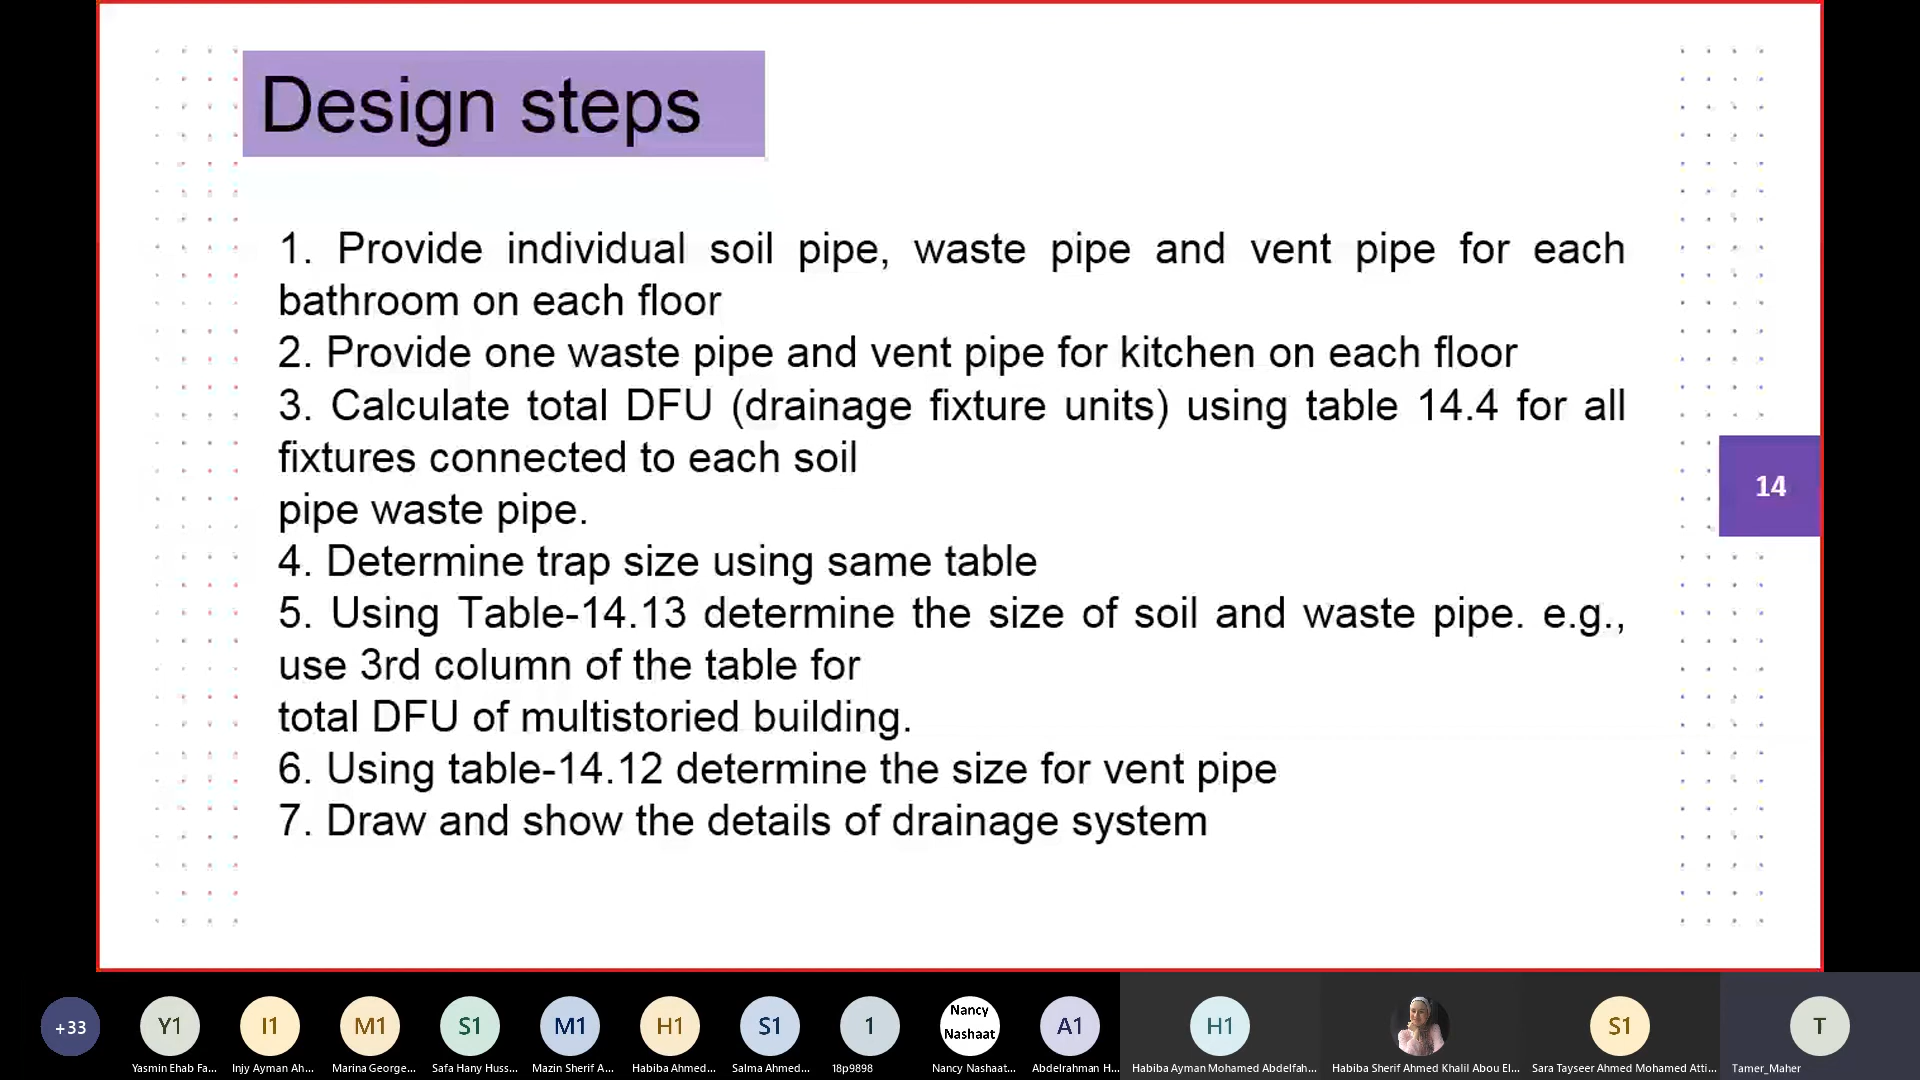 Design steps
1. Provide individual soil pipe, waste pipe and vent pipe for each
bathroom on each floor
2. Provide one waste pipe and vent pipe for kitchen on each floor
3. Calculate total DFU (drainage fixture units) using table 14.4 for all
fixtures connected to each soil
pipe waste pipe.
4. Determine trap size using same table
5. Using Table-14.13 determine the size of soil and waste pipe. e.g.,
use 3rd column of the table for
total DFU of multistoried building.
6. Using table-14.12 determine the size for vent pipe
7. Draw and show the details of drainage system
14
+33
Y1
I1
M1
S1
M1
H1
S1
1
Nancy
Nashaat
A1
H1
S1
T
Yasmin Ehab Fa...
Injy Ayman Ah...
Marina George...
Safa Hany Huss...
Mazin Sherif A...
Habiba Ahmed...
Salma Ahmed...
18p9898
Nancy Nashaat...
Abdelrahman H...
Habiba Ayman Mohamed Abdelfah...
Habiba Sherif Ahmed Khalil Abou El...
Sara Tayseer Ahmed Mohamed Atti...
Tamer_Maher